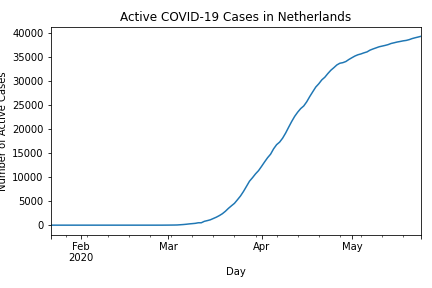 Active COVID-19 Cases in Netherlands
Number of Active Cases
40000
35000
30000
25000
20000
15000
10000
5000
0
Feb Mar Apr May
2020
Day